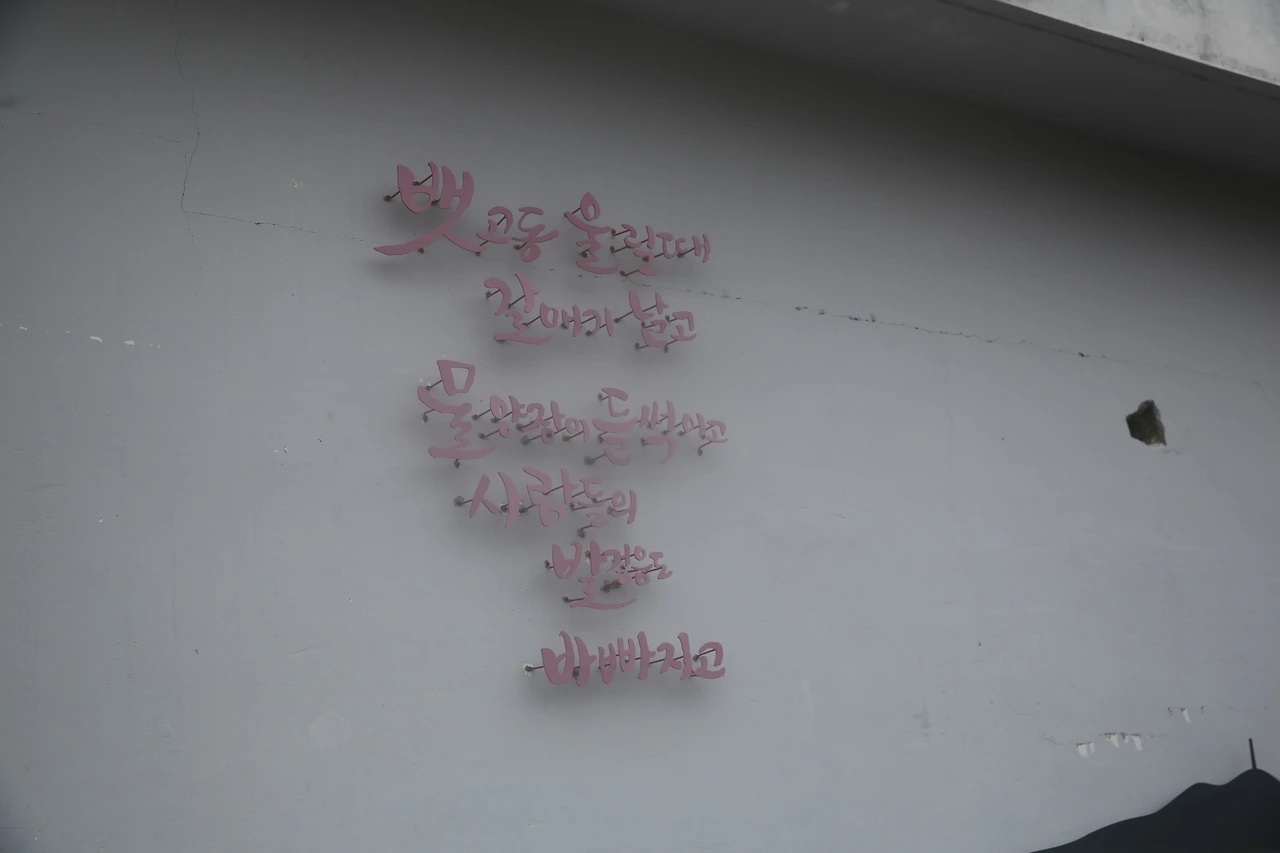 뱃고동 울릴때
갈매기 날고
물양장이 들썩이고
사람들의
발걸음도
바빠지고